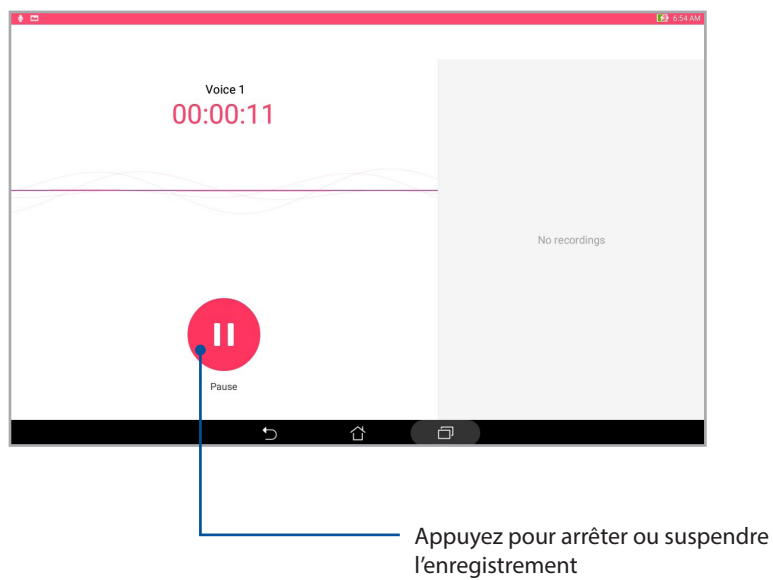 6:54 AM
Voice 1
00:00:11
No recordings
Pause
Appuyez pour arrêter ou suspendre
l’enregistrement